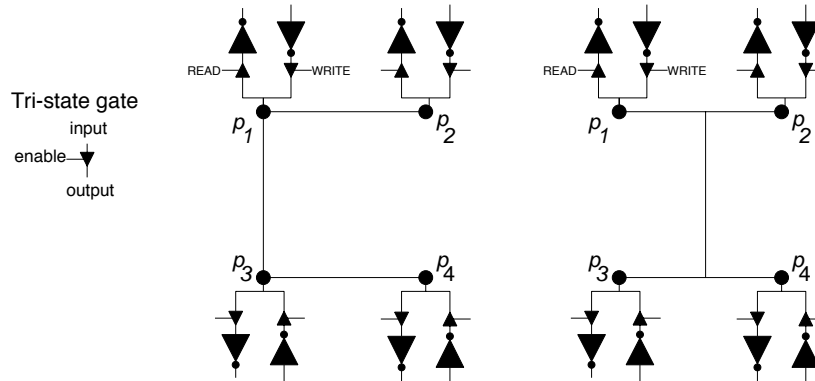 READ WRITE READ WRITE
Tri-state gate
input
enable
output
p1 p2 p1 p2
p3 p4 p3 p4